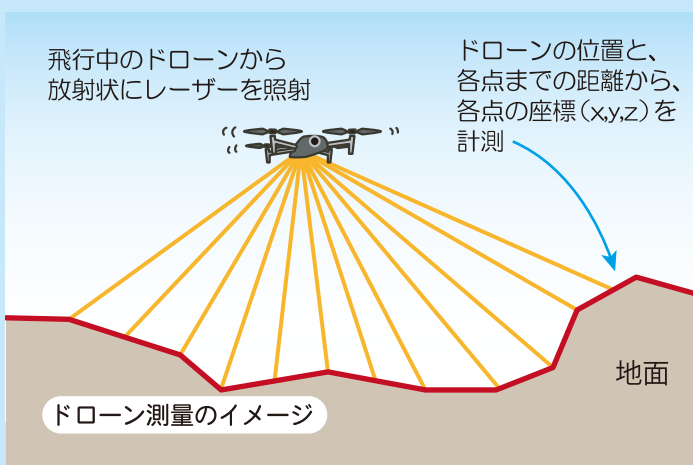 飛行中のドローンから
放射状にレーザーを照射
ドローンの位置と、
各点までの距離から、
各点の座標（x,y,z）を
計測
地面
ドローン測量のイメージ